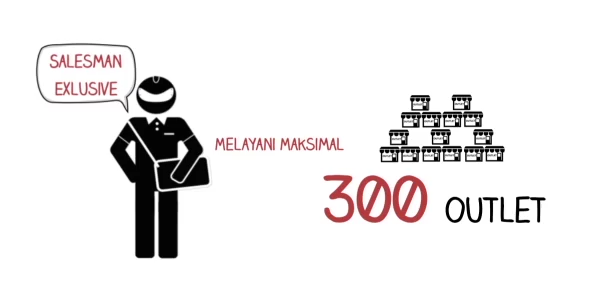 SALESMAN
EXLUSIVE
MELAYANI MAKSIMAL
300 OUTLET